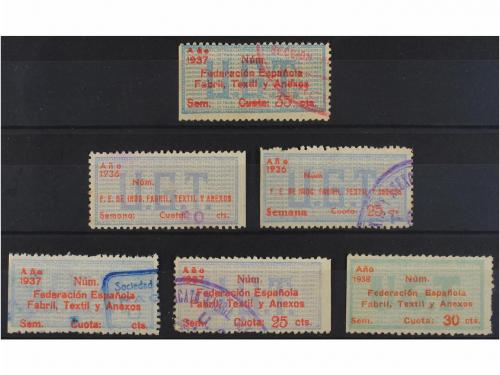 Año
1937 Núm.
Federación Española
Fabril, Textil y Anexos
Sem. Cuota: 35 cts.
U.G.T.
Año
1936
Núm.
F. E. DE INDO. FABRIL, TEXTIL Y ANEXOS
Semana: Cuota: cts.
U.G.T.
Año
1936
Núm.
F. E. DE INDO. FABRIL, TEXTIL Y ANEXOS
Semana Cuota: 25 cts.
U.G.T.
Año
1937 Núm.
Sociedad
Federación Española
Fabril, Textil y Anexos
Sem. Cuota: cts.
Año
1937 Núm.
Federación Española
Fabril, Textil y Anexos
Sem. Cuota: 25 cts.
Año
1938 Núm.
Federación Española
Fabril, Textil y Anexos
Sem. Cuota: 30 cts.